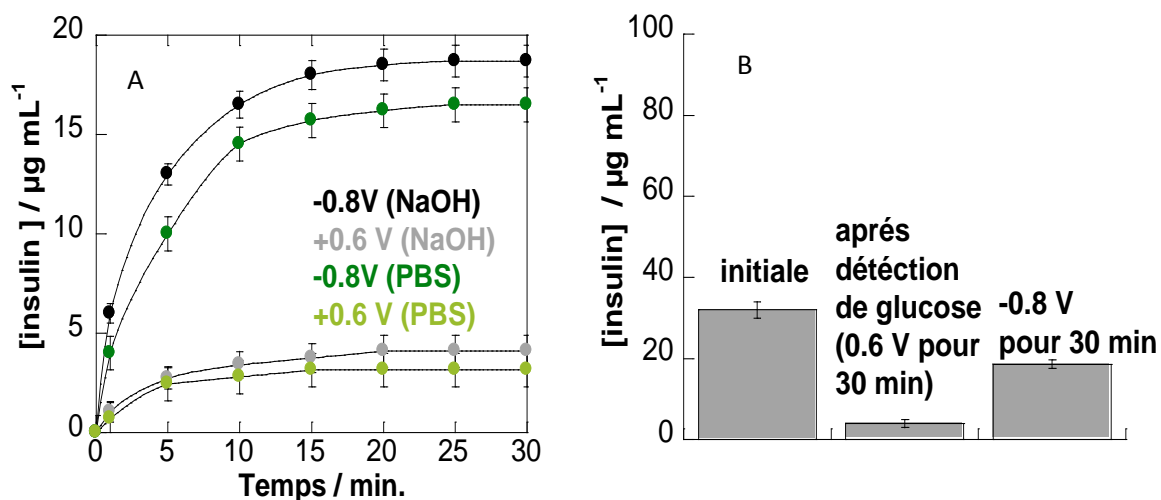 A
[insulin ] / µg mL⁻¹
20
15
10
5
0
-0.8V (NaOH)
+0.6 V (NaOH)
-0.8V (PBS)
+0.6 V (PBS)
0 5 10 15 20 25 30
Temps / min.
B
[insulin] / µg mL⁻¹
100
80
60
40
20
0
initiale
aprés
détéction
de glucose
(0.6 V pour
30 min)
-0.8 V
pour 30 min